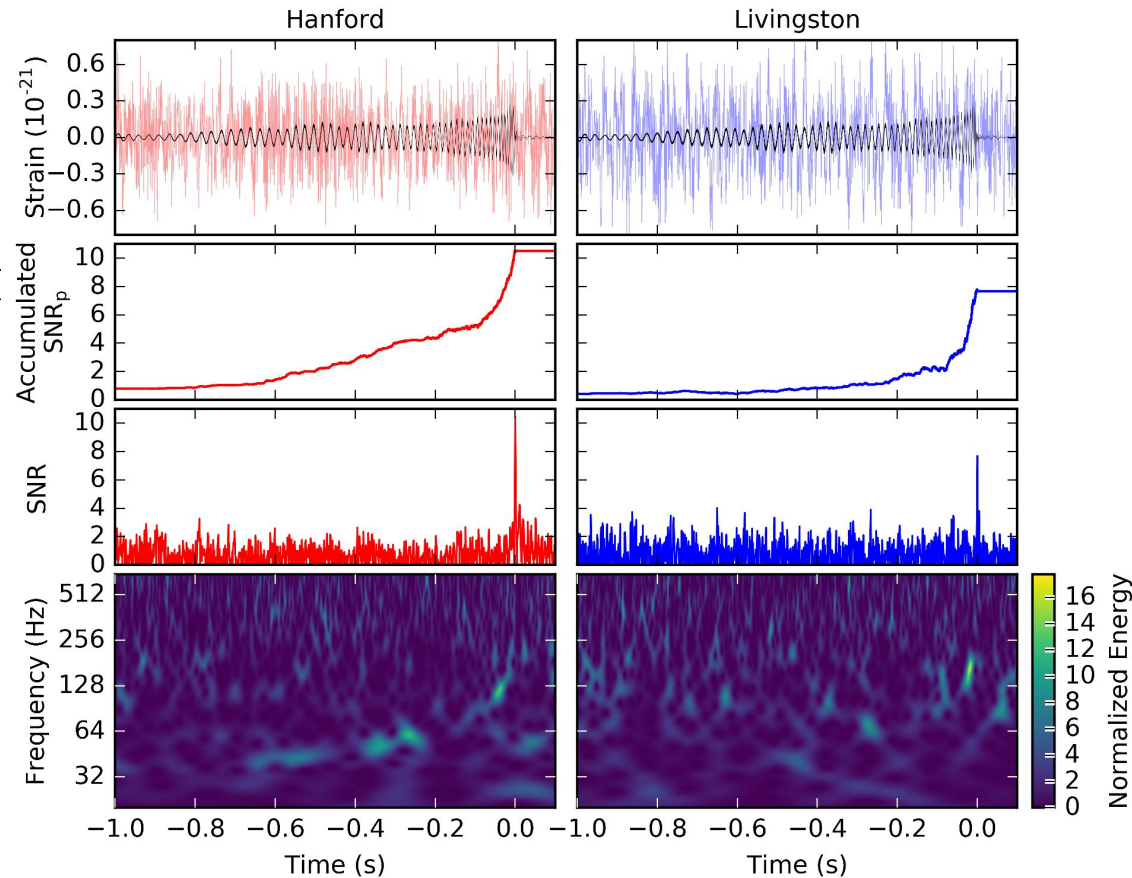 Hanford
Livingston
Strain (10⁻²¹)
0.6
0.3
0.0
−0.3
−0.6
Accumulated
SNRₚ
10
8
6
4
2
0
SNR
10
8
6
4
2
0
Frequency (Hz)
512
256
128
64
32
−1.0 −0.8 −0.6 −0.4 −0.2 0.0
−1.0 −0.8 −0.6 −0.4 −0.2 0.0
Time (s)
Time (s)
16
14
12
10
8
6
4
2
0
Normalized Energy